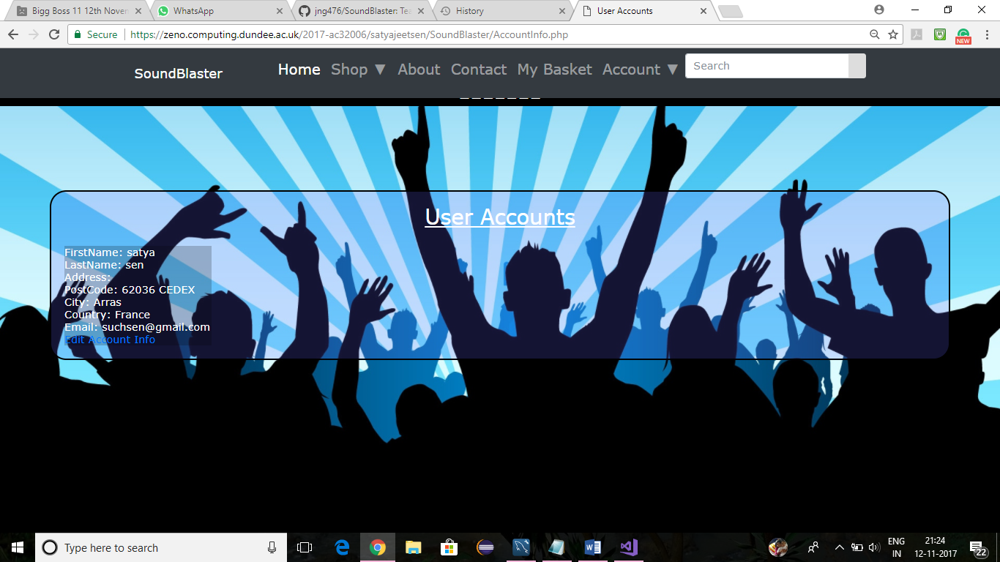 Bigg Boss 11 12th Novem
WhatsApp
jng476/SoundBlaster: Tea
History
User Accounts
Secure
https://zeno.computing.dundee.ac.uk/2017-ac32006/satyajeetsen/SoundBlaster/AccountInfo.php
NEW
SoundBlaster
Home
Shop ▼
About
Contact
My Basket
Account ▼
Search
User Accounts
FirstName: satya
LastName: sen
Address:
PostCode: 62036 CEDEX
City: Arras
Country: France
Email: suchsen@gmail.com
Edit Account Info
Type here to search
ENG
IN
21:24
12-11-2017
22